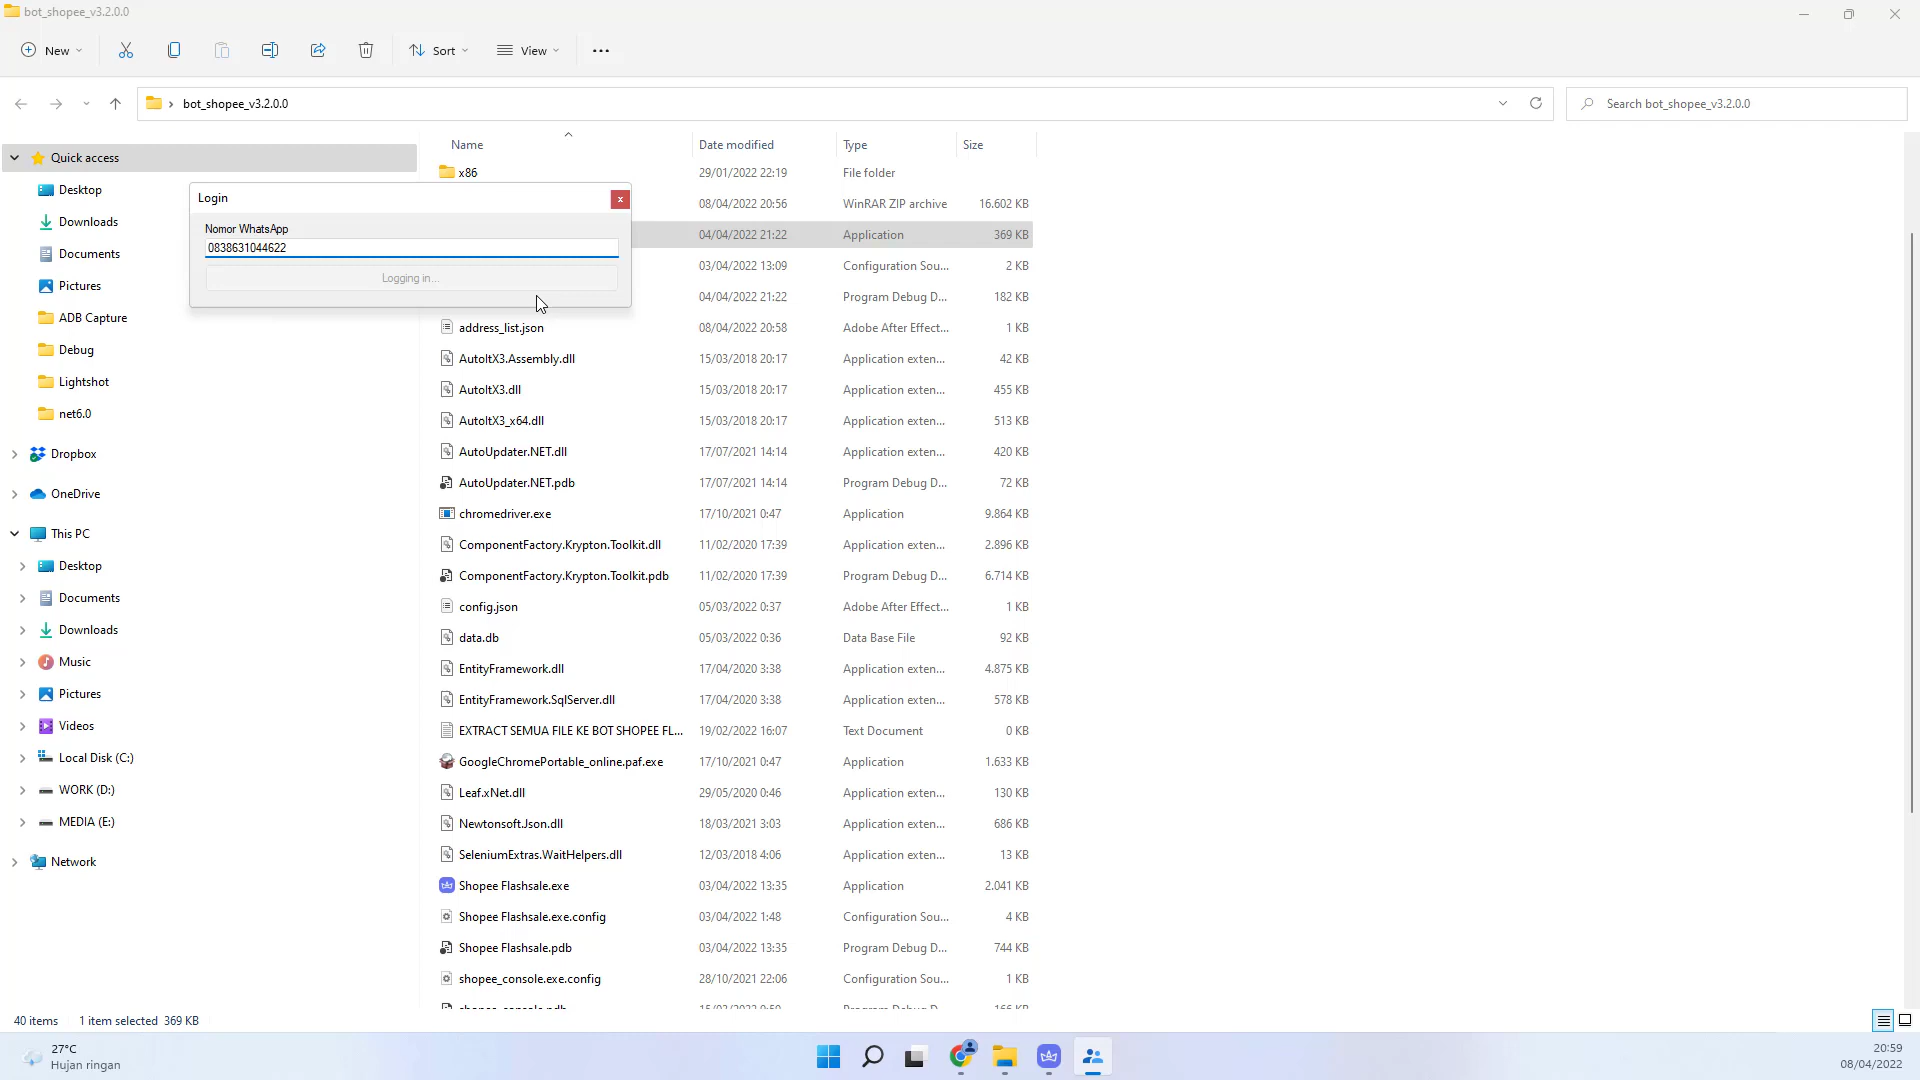 bot_shopee_v3.2.0.0
New
Sort
View
bot_shopee_v3.2.0.0
Search bot_shopee_v3.2.0.0
Name Date modified Type Size
Quick access
Desktop
Downloads
Documents
Pictures
ADB Capture
Debug
Lightshot
net6.0
Dropbox
OneDrive
This PC
Desktop
Documents
Downloads
Music
Pictures
Videos
Local Disk (C:)
WORK (D:)
MEDIA (E:)
Network
Login
x
Nomor WhatsApp
0838631044622
Logging in...
x86 29/01/2022 22:19 File folder
08/04/2022 20:56 WinRAR ZIP archive 16.602 KB
04/04/2022 21:22 Application 369 KB
03/04/2022 13:09 Configuration Sou... 2 KB
04/04/2022 21:22 Program Debug D... 182 KB
address_list.json 08/04/2022 20:58 Adobe After Effect... 1 KB
AutoItX3.Assembly.dll 15/03/2018 20:17 Application exten... 42 KB
AutoItX3.dll 15/03/2018 20:17 Application exten... 455 KB
AutoItX3_x64.dll 15/03/2018 20:17 Application exten... 513 KB
AutoUpdater.NET.dll 17/07/2021 14:14 Application exten... 420 KB
AutoUpdater.NET.pdb 17/07/2021 14:14 Program Debug D... 72 KB
chromedriver.exe 17/10/2021 0:47 Application 9.864 KB
ComponentFactory.Krypton.Toolkit.dll 11/02/2020 17:39 Application exten... 2.896 KB
ComponentFactory.Krypton.Toolkit.pdb 11/02/2020 17:39 Program Debug D... 6.714 KB
config.json 05/03/2022 0:37 Adobe After Effect... 1 KB
data.db 05/03/2022 0:36 Data Base File 92 KB
EntityFramework.dll 17/04/2020 3:38 Application exten... 4.875 KB
EntityFramework.SqlServer.dll 17/04/2020 3:38 Application exten... 578 KB
EXTRACT SEMUA FILE KE BOT SHOPEE FL... 19/02/2022 16:07 Text Document 0 KB
GoogleChromePortable_online.paf.exe 17/10/2021 0:47 Application 1.633 KB
Leaf.xNet.dll 29/05/2020 0:46 Application exten... 130 KB
Newtonsoft.Json.dll 18/03/2021 3:03 Application exten... 686 KB
SeleniumExtras.WaitHelpers.dll 12/03/2018 4:06 Application exten... 13 KB
Shopee Flashsale.exe 03/04/2022 13:35 Application 2.041 KB
Shopee Flashsale.exe.config 03/04/2022 1:48 Configuration Sou... 4 KB
Shopee Flashsale.pdb 03/04/2022 13:35 Program Debug D... 744 KB
shopee_console.exe.config 28/10/2021 22:06 Configuration Sou... 1 KB
40 items 1 item selected 369 KB
27°C
Hujan ringan
20:59
08/04/2022